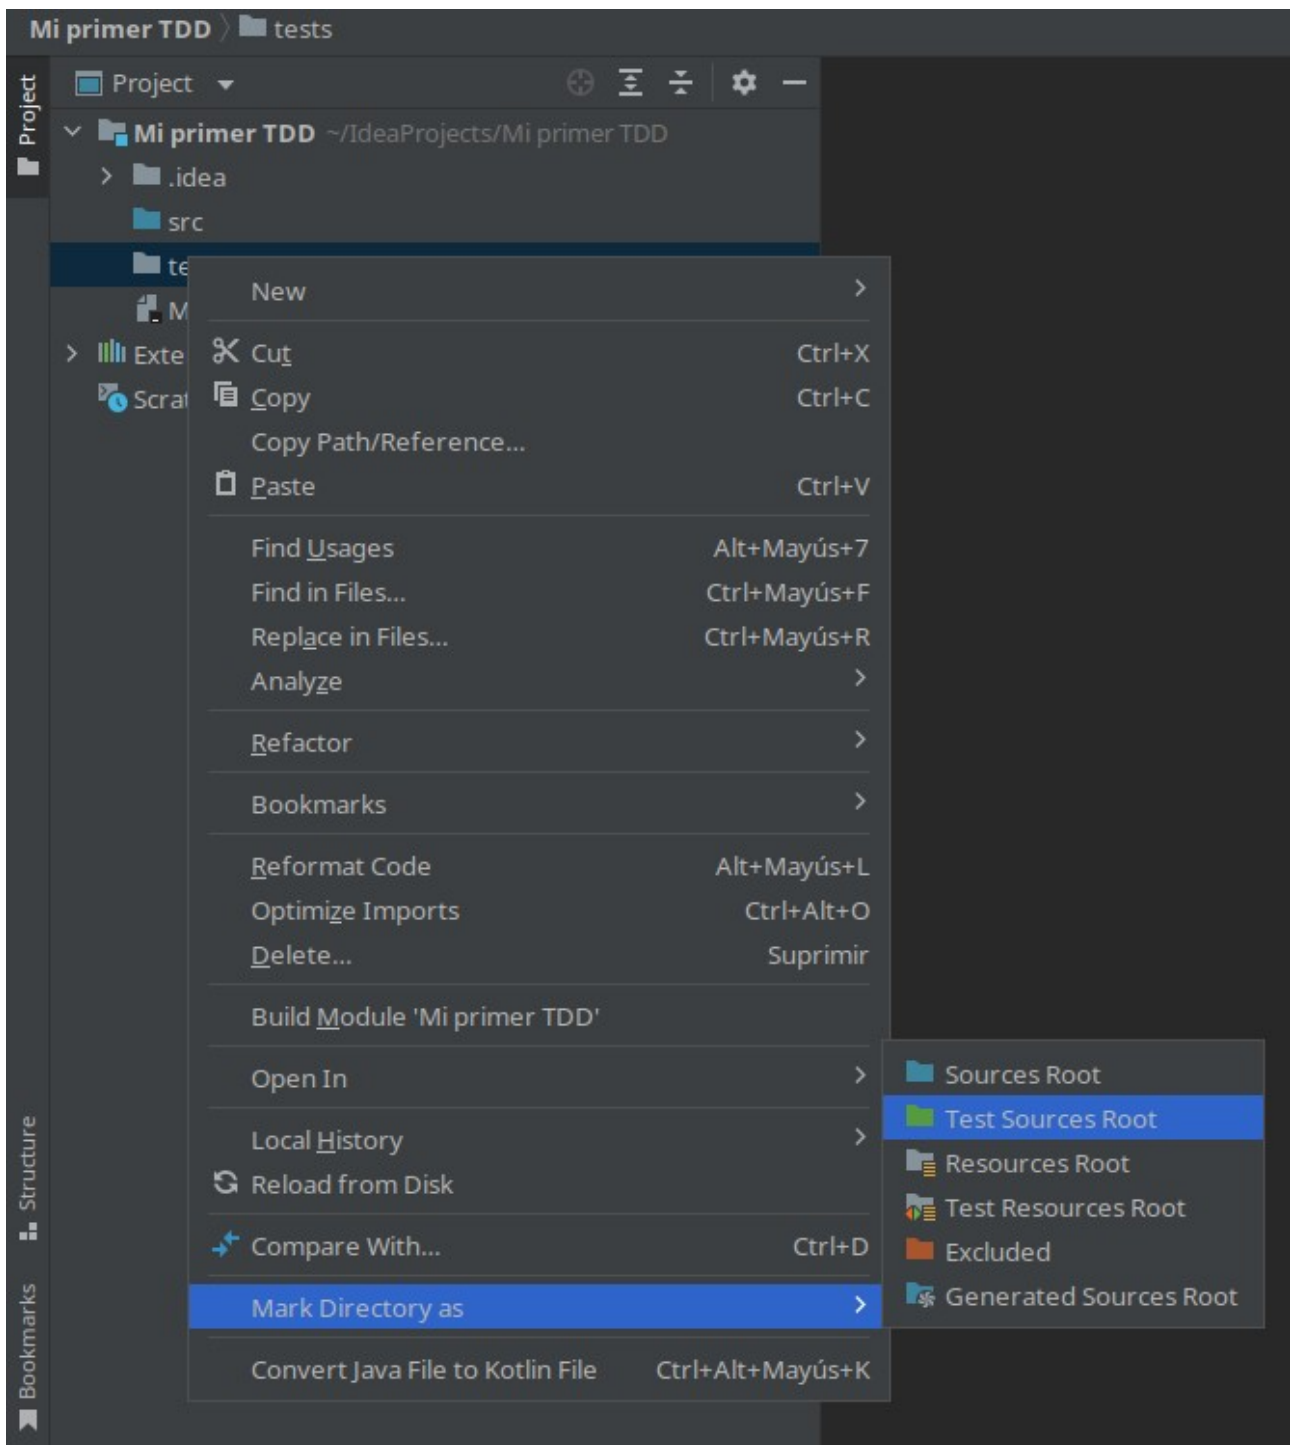 Mi primer TDD tests
Project
Project
Mi primer TDD ~/IdeaProjects/Mi primer TDD
.idea
src
te
M
Exte
Scrat
New
Cut Ctrl+X
Copy Ctrl+C
Copy Path/Reference...
Paste Ctrl+V
Find Usages Alt+Mayús+7
Find in Files... Ctrl+Mayús+F
Replace in Files... Ctrl+Mayús+R
Analyze
Refactor
Bookmarks
Reformat Code Alt+Mayús+L
Optimize Imports Ctrl+Alt+O
Delete... Suprimir
Build Module 'Mi primer TDD'
Open In
Local History
Reload from Disk
Compare With... Ctrl+D
Mark Directory as
Convert Java File to Kotlin File Ctrl+Alt+Mayús+K
Sources Root
Test Sources Root
Resources Root
Test Resources Root
Excluded
Generated Sources Root
Structure
Bookmarks